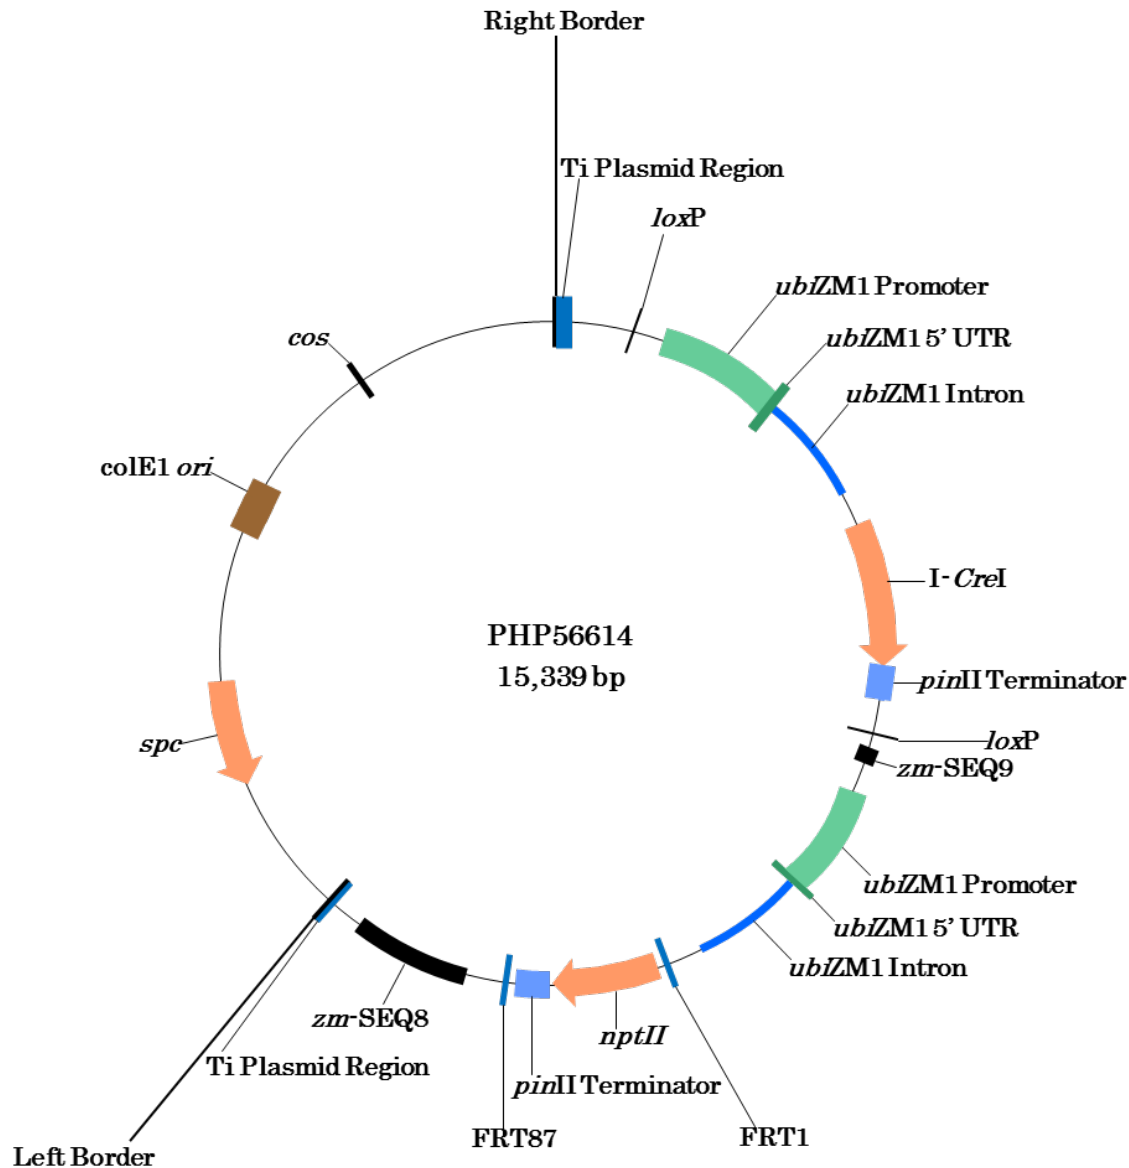 Right Border
Ti Plasmid Region
loxP
ubiZM1 Promoter
ubiZM1 5’ UTR
ubiZM1 Intron
cos
colE1 ori
I-CreI
PHP56614
15,339 bp
pinII Terminator
loxP
zm-SEQ9
spc
ubiZM1 Promoter
ubiZM1 5’ UTR
ubiZM1 Intron
zm-SEQ8
nptII
Ti Plasmid Region
pinII Terminator
FRT87
FRT1
Left Border